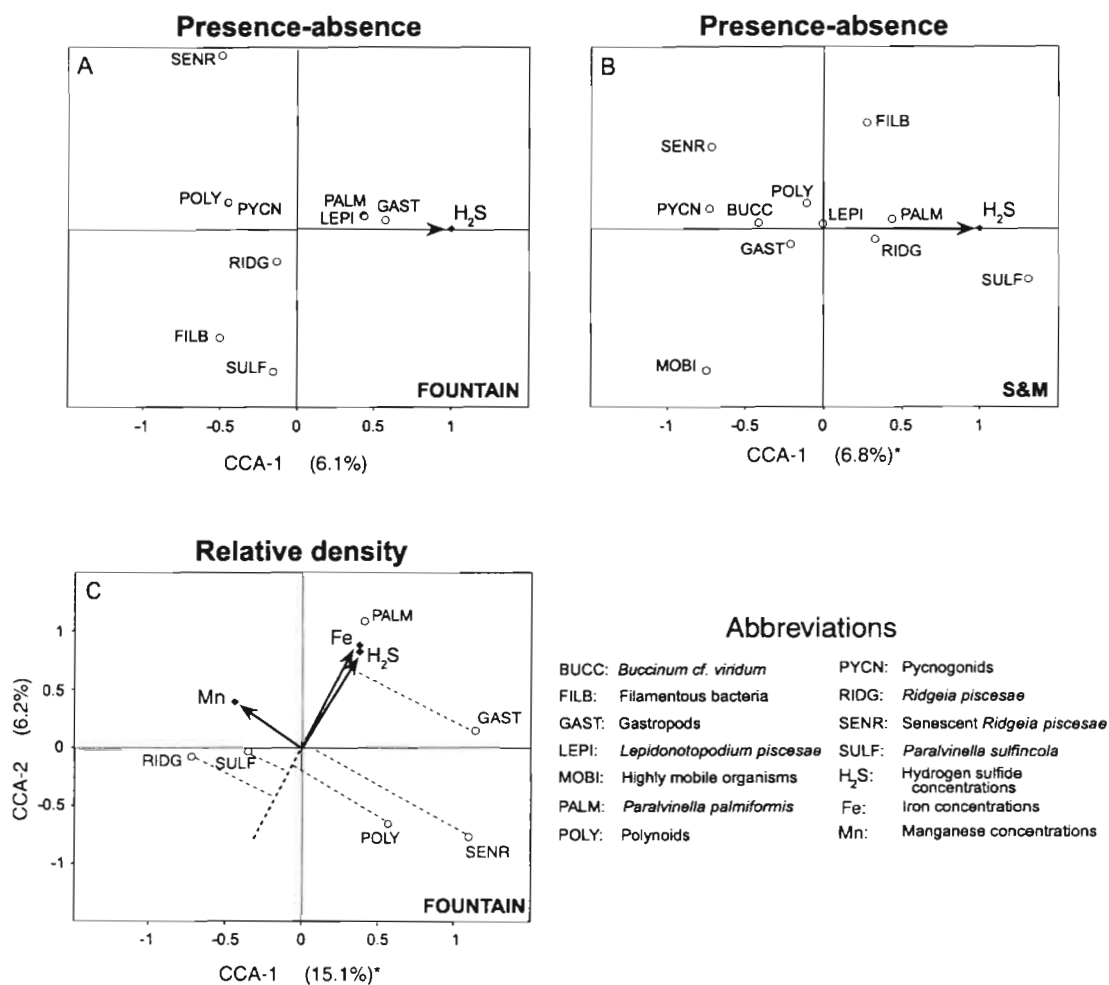 Presence-absence
A
SENR
POLY
PYCN
PALM
LEPI
GAST
H₂S
RIDG
FILB
SULF
FOUNTAIN
-1 -0.5 0 0.5 1
CCA-1 (6.1%)
Presence-absence
B
FILB
SENR
POLY
PYCN
BUCC
LEPI
PALM
H₂S
GAST
RIDG
SULF
MOBI
S&M
-1 -0.5 0 0.5 1
CCA-1 (6.8%)*
Relative density
C
PALM
Fe
H₂S
Mn
GAST
RIDG
SULF
POLY
SENR
FOUNTAIN
1
0.5
0
-0.5
-1
CCA-2 (6.2%)
-1 -0.5 0 0.5 1
CCA-1 (15.1%)*
Abbreviations
BUCC: Buccinum cf. viridum
FILB: Filamentous bacteria
GAST: Gastropods
LEPI: Lepidonotopodium piscesae
MOBI: Highly mobile organisms
PALM: Paralvinella palmiformis
POLY: Polynoids
PYCN: Pycnogonids
RIDG: Ridgeia piscesae
SENR: Senescent Ridgeia piscesae
SULF: Paralvinella sulfincola
H₂S: Hydrogen sulfide
concentrations
Fe: Iron concentrations
Mn: Manganese concentrations